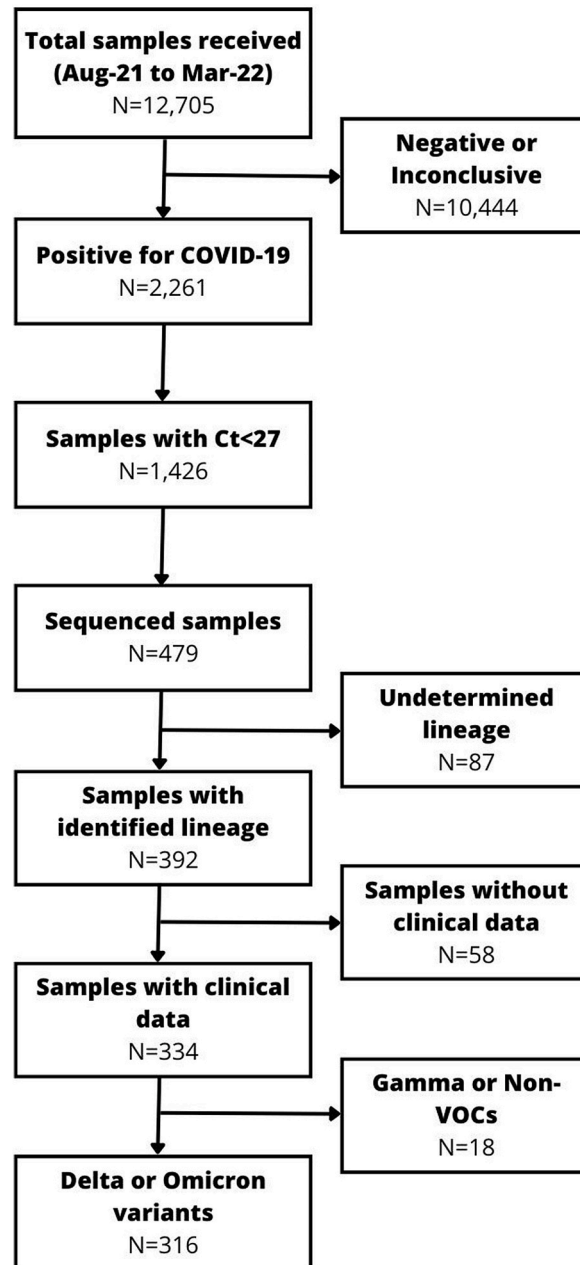 Total samples received
(Aug-21 to Mar-22)
N=12,705
Negative or
Inconclusive
N=10,444
Positive for COVID-19
N=2,261
Samples with Ct<27
N=1,426
Sequenced samples
N=479
Undetermined
lineage
N=87
Samples with
identified lineage
N=392
Samples without
clinical data
N=58
Samples with clinical
data
N=334
Gamma or Non-
VOCs
N=18
Delta or Omicron
variants
N=316